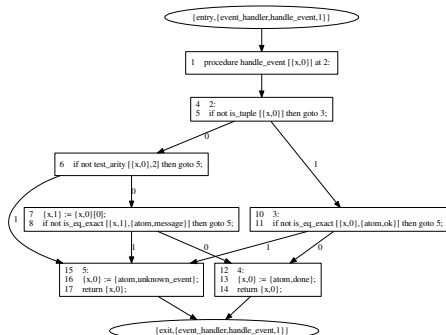 {entry,{event_handler,handle_event,1}}
1 procedure handle_event [{x,0}] at 2:
4 2:
5 if not is_tuple [{x,0}] then goto 3;
0
1
6 if not test_arity [{x,0},2] then goto 5;
0
1
7 {x,1} := {x,0}[0];
8 if not is_eq_exact [{x,1},{atom,message}] then goto 5;
10 3:
11 if not is_eq_exact [{x,0},{atom,ok}] then goto 5;
1
0
1
0
15 5:
16 {x,0} := {atom,unknown_event};
17 return {x,0};
12 4:
13 {x,0} := {atom,done};
14 return {x,0};
{exit,{event_handler,handle_event,1}}